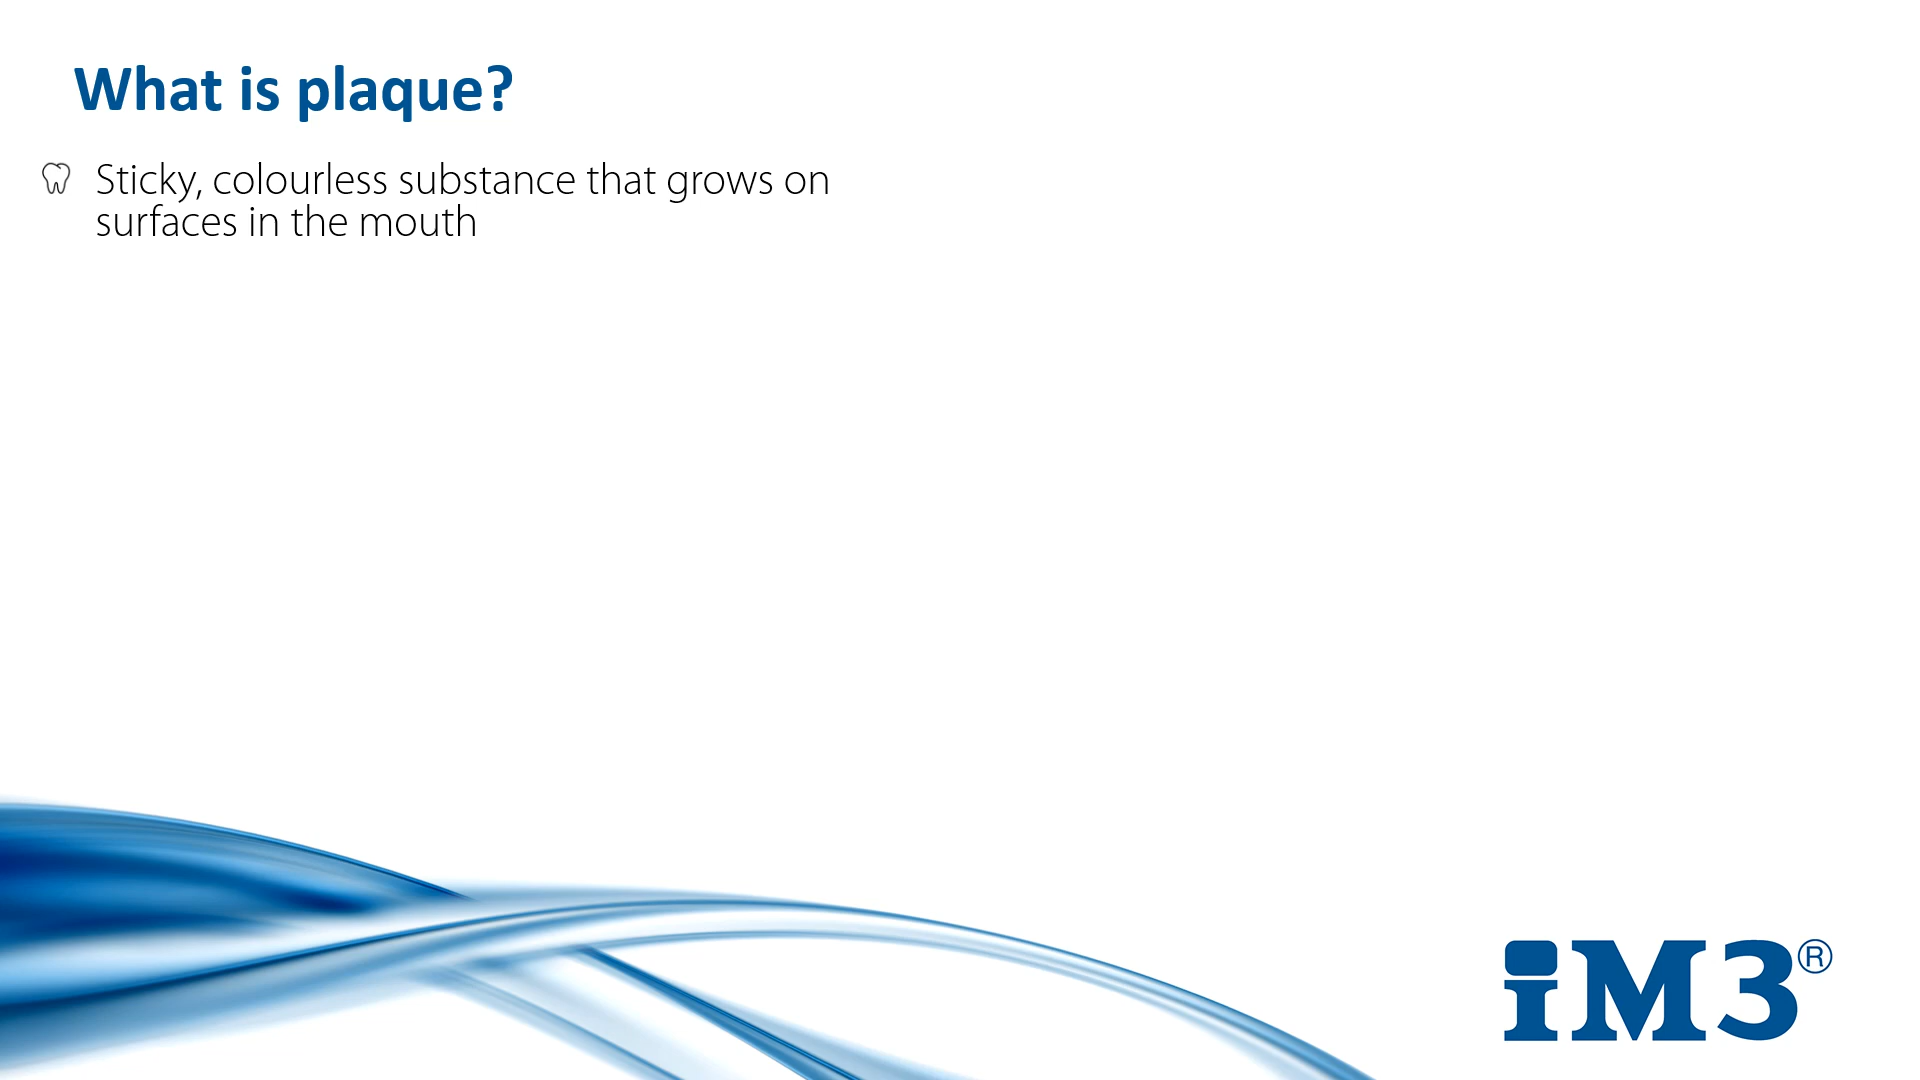 What is plaque?
Sticky, colourless substance that grows on
surfaces in the mouth
iM3®